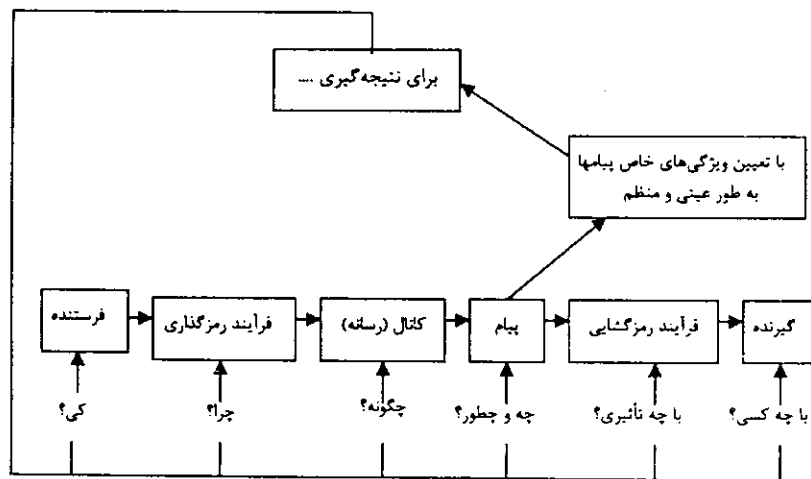 برای نتیجه‌گیری ....
با تعیین ویژگی‌های خاص پیامها
به طور عینی و منظم
فرستنده
فرآیند رمزگذاری
کانال (رسانه)
پیام
فرآیند رمزگشایی
گیرنده
کی؟
چرا؟
چگونه؟
چه و چطور؟
با چه تأثیری؟
با چه کسی؟